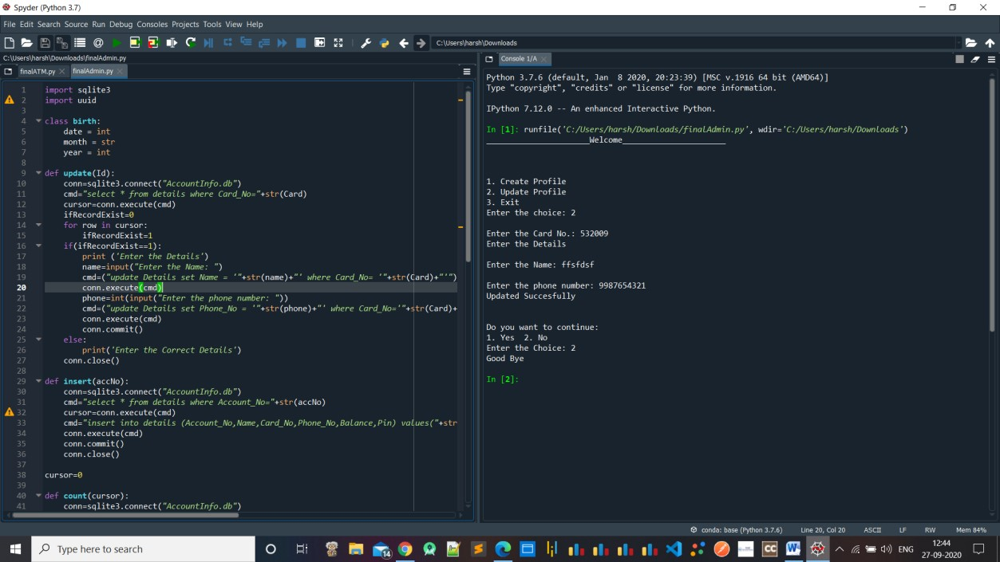 Spyder (Python 3.7)
File Edit Search Source Run Debug Consoles Projects Tools View Help
C:\Users\harsh\Downloads
C:\Users\harsh\Downloads\finalAdmin.py
finalATM.py
finalAdmin.py
1 import sqlite3
2 import uuid
3
4 class birth:
5 date = int
6 month = str
7 year = int
8
9 def update(Id):
10 conn=sqlite3.connect("AccountInfo.db")
11 cmd="select * from details where Card_No="+str(Card)
12 cursor=conn.execute(cmd)
13 ifRecordExist=0
14 for row in cursor:
15 ifRecordExist=1
16 if(ifRecordExist==1):
17 print ('Enter the Details')
18 name=input("Enter the Name: ")
19 cmd=("update Details set Name = '"+str(name)+"' where Card_No= '"+str(Card)+"'")
20 conn.execute(cmd)
21 phone=int(input("Enter the phone number: "))
22 cmd=("update Details set Phone_No = '"+str(phone)+"' where Card_No='"+str(Card)+
23 conn.execute(cmd)
24 conn.commit()
25 else:
26 print('Enter the Correct Details')
27 conn.close()
28
29 def insert(accNo):
30 conn=sqlite3.connect("AccountInfo.db")
31 cmd="select * from details where Account_No="+str(accNo)
32 cursor=conn.execute(cmd)
33 cmd="insert into details (Account_No,Name,Card_No,Phone_No,Balance,Pin) values("+str
34 conn.execute(cmd)
35 conn.commit()
36 conn.close()
37
38 cursor=0
39
40 def count(cursor):
41 conn=sqlite3.connect("AccountInfo.db")
Console 1/A
Python 3.7.6 (default, Jan  8 2020, 20:23:39) [MSC v.1916 64 bit (AMD64)]
Type "copyright", "credits" or "license" for more information.
IPython 7.12.0 -- An enhanced Interactive Python.
In [1]: runfile('C:/Users/harsh/Downloads/finalAdmin.py', wdir='C:/Users/harsh/Downloads')
______________________Welcome______________________
1. Create Profile
2. Update Profile
3. Exit
Enter the choice: 2
Enter the Card No.: 532009
Enter the Details
Enter the Name: ffsfdsf
Enter the phone number: 9987654321
Updated Succesfully
Do you want to continue:
1. Yes  2. No
Enter the Choice: 2
Good Bye
In [2]:
conda: base (Python 3.7.6) Line 20, Col 20 ASCII LF RW Mem 84%
Type here to search
14
CC
ENG
12:44
27-09-2020